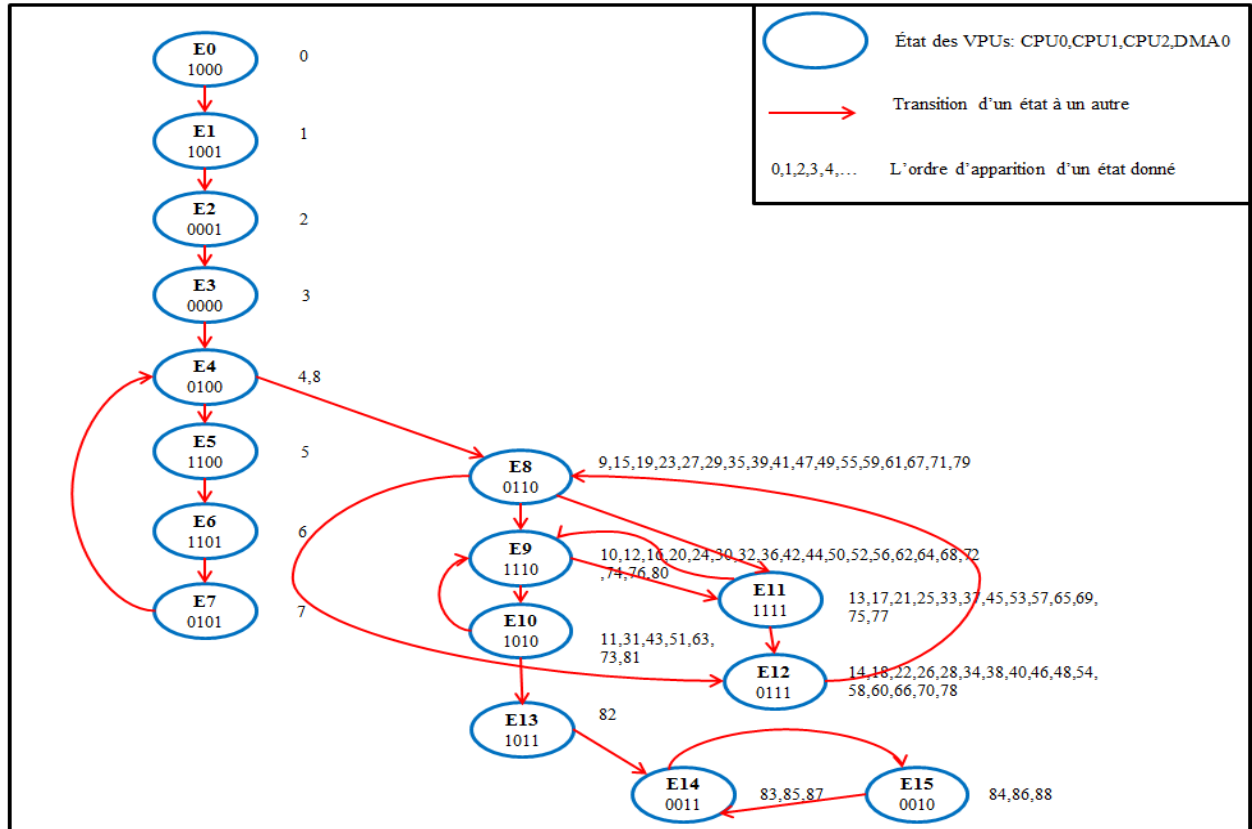 État des VPUs: CPU0,CPU1,CPU2,DMA0
Transition d'un état à un autre
0,1,2,3,4,… L'ordre d'apparition d'un état donné
E0
1000
0
E1
1001
1
E2
0001
2
E3
0000
3
E4
0100
4,8
E5
1100
5
E6
1101
6
E7
0101
7
E8
0110
9,15,19,23,27,29,35,39,41,47,49,55,59,61,67,71,79
E9
1110
10,12,16,20,24,30,32,36,42,44,50,52,56,62,64,68,72
,74,76,80
E10
1010
11,31,43,51,63,
73,81
E11
1111
13,17,21,25,33,37,45,53,57,65,69,
75,77
E12
0111
14,18,22,26,28,34,38,40,46,48,54,
58,60,66,70,78
E13
1011
82
E14
0011
83,85,87
E15
0010
84,86,88